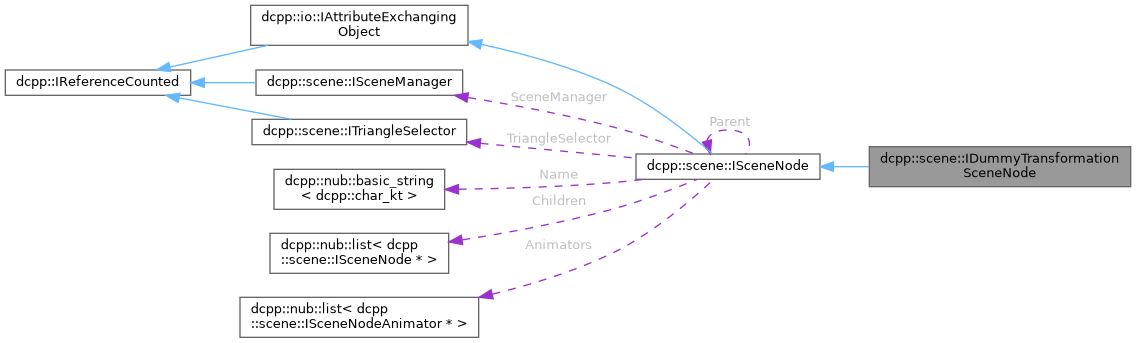 dcpp::io::IAttributeExchanging
Object
dcpp::IReferenceCounted
dcpp::scene::ISceneManager
SceneManager
dcpp::scene::ITriangleSelector
TriangleSelector
Parent
dcpp::scene::ISceneNode
dcpp::scene::IDummyTransformation
SceneNode
dcpp::nub::basic_string
< dcpp::char_kt >
Name
Children
dcpp::nub::list< dcpp
::scene::ISceneNode * >
Animators
dcpp::nub::list< dcpp
::scene::ISceneNodeAnimator * >